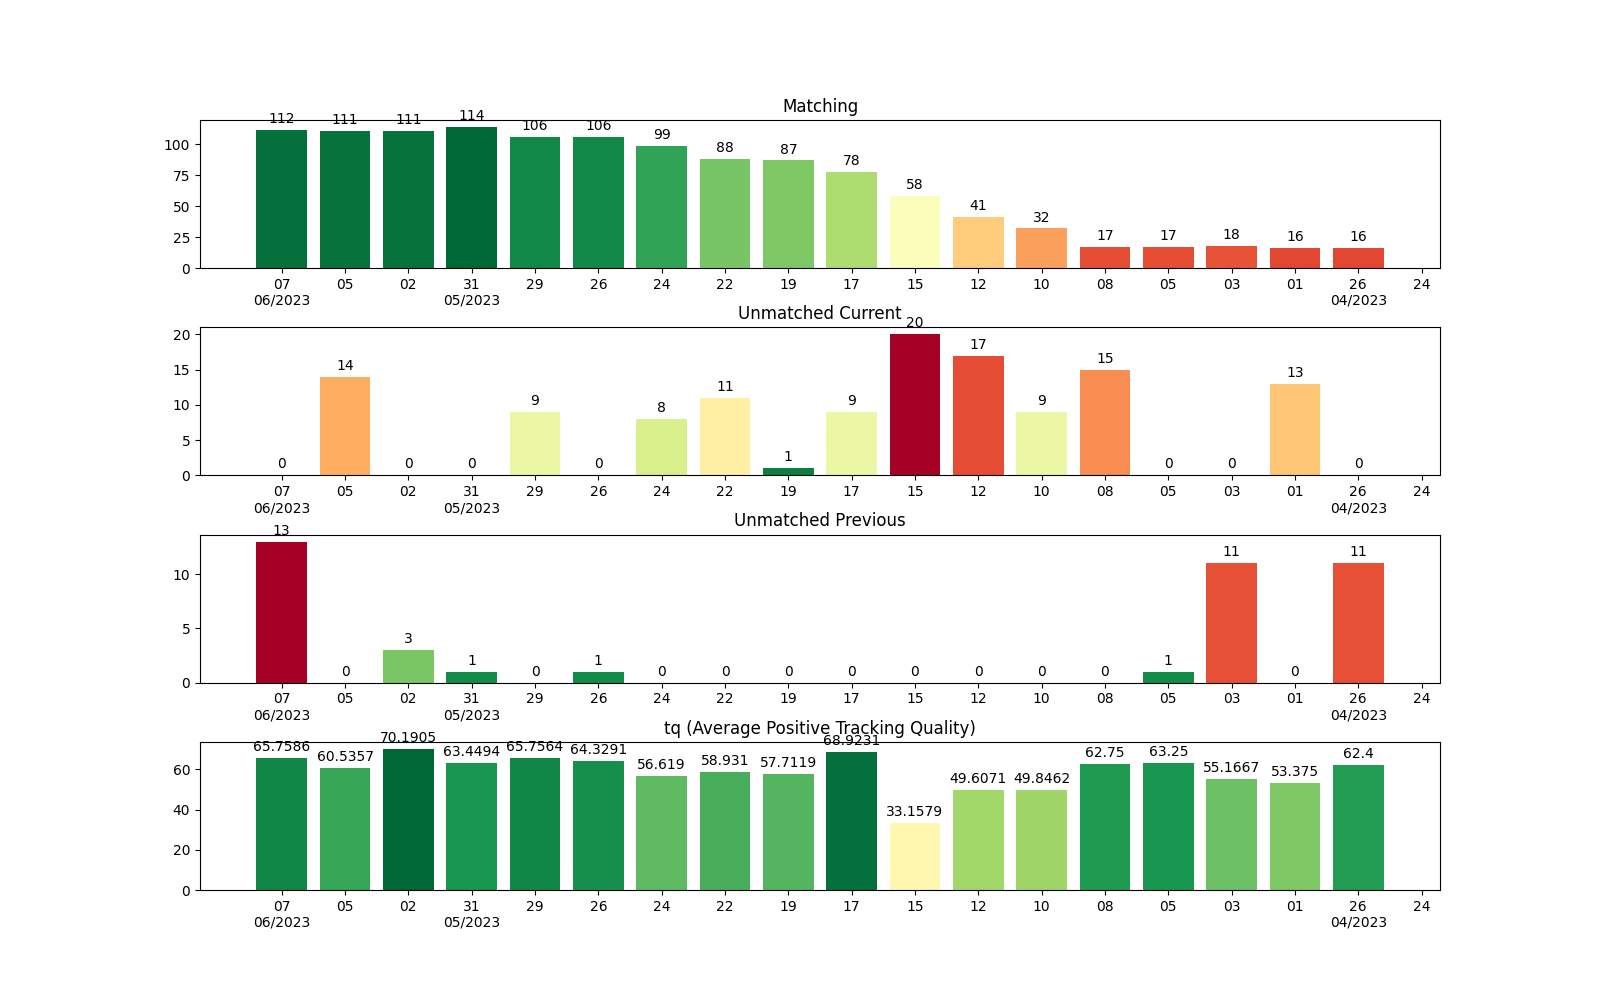 Matching
112 111 111 114 106 106 99 88 87 78 58 41 32 17 17 18 16 16
100
75
50
25
0
07 05 02 31 29 26 24 22 19 17 15 12 10 08 05 03 01 26 24
06/2023 05/2023 04/2023
Unmatched Current
0 14 0 0 9 0 8 11 1 9 20 17 9 15 0 0 13 0
20
15
10
5
0
07 05 02 31 29 26 24 22 19 17 15 12 10 08 05 03 01 26 24
06/2023 05/2023 04/2023
Unmatched Previous
13 0 3 1 0 1 0 0 0 0 0 0 0 0 1 11 0 11
10
5
0
07 05 02 31 29 26 24 22 19 17 15 12 10 08 05 03 01 26 24
06/2023 05/2023 04/2023
tq (Average Positive Tracking Quality)
65.7586 60.5357 70.1905 63.4494 65.7564 64.3291 56.619 58.931 57.7119 68.9231 33.1579 49.6071 49.8462 62.75 63.25 55.1667 53.375 62.4
60
40
20
0
07 05 02 31 29 26 24 22 19 17 15 12 10 08 05 03 01 26 24
06/2023 05/2023 04/2023